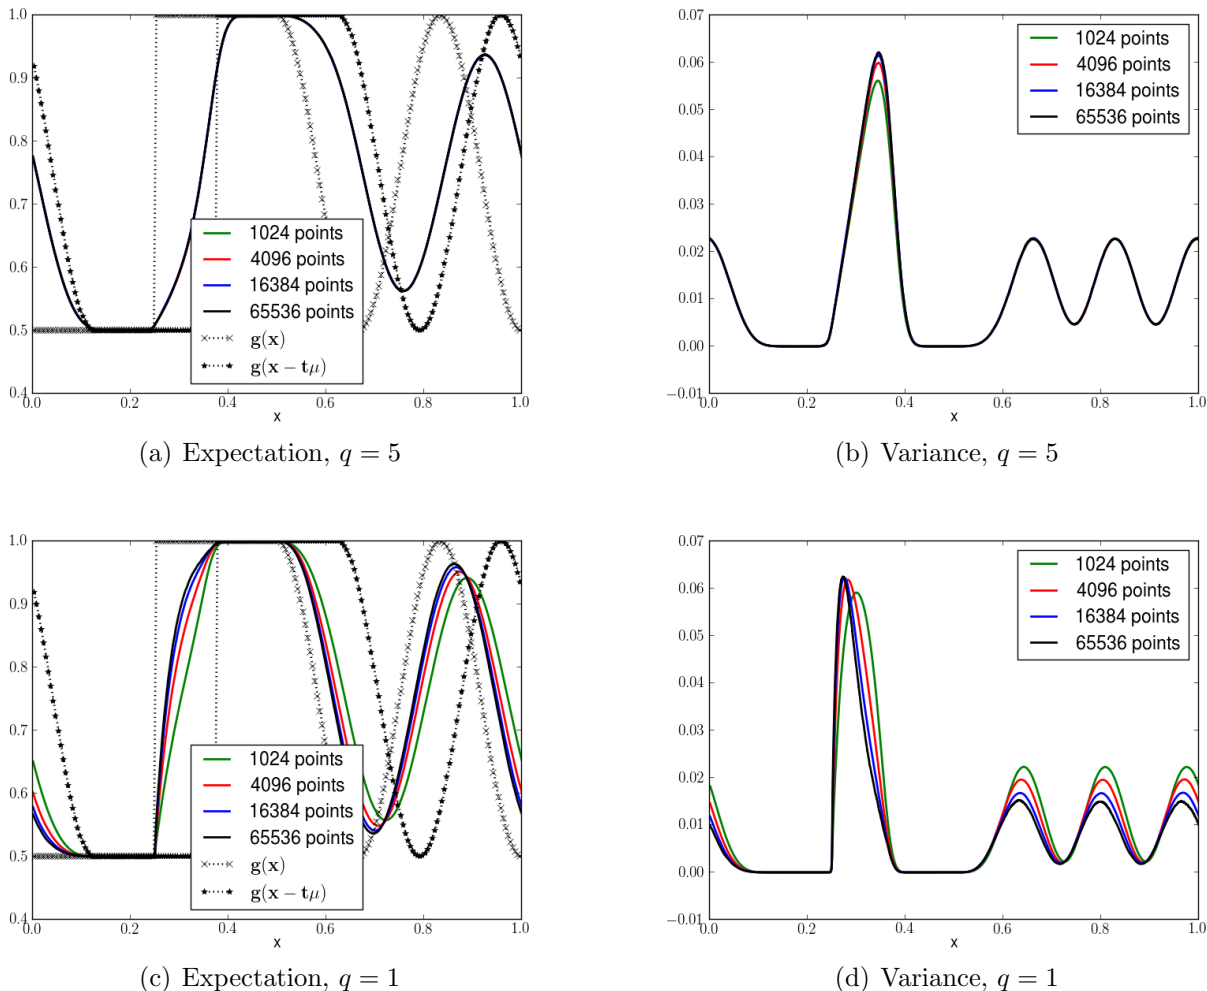 1.0
0.9
0.8
0.7
0.6
0.5
0.4
0.0 0.2 0.4 0.6 0.8 1.0
x
1024 points
4096 points
16384 points
65536 points
g(x)
g(x − tμ)
(a) Expectation, q = 5
0.07
0.06
0.05
0.04
0.03
0.02
0.01
0.00
−0.01
0.0 0.2 0.4 0.6 0.8 1.0
x
1024 points
4096 points
16384 points
65536 points
(b) Variance, q = 5
1.0
0.9
0.8
0.7
0.6
0.5
0.4
0.0 0.2 0.4 0.6 0.8 1.0
x
1024 points
4096 points
16384 points
65536 points
g(x)
g(x − tμ)
(c) Expectation, q = 1
0.07
0.06
0.05
0.04
0.03
0.02
0.01
0.00
−0.01
0.0 0.2 0.4 0.6 0.8 1.0
x
1024 points
4096 points
16384 points
65536 points
(d) Variance, q = 1